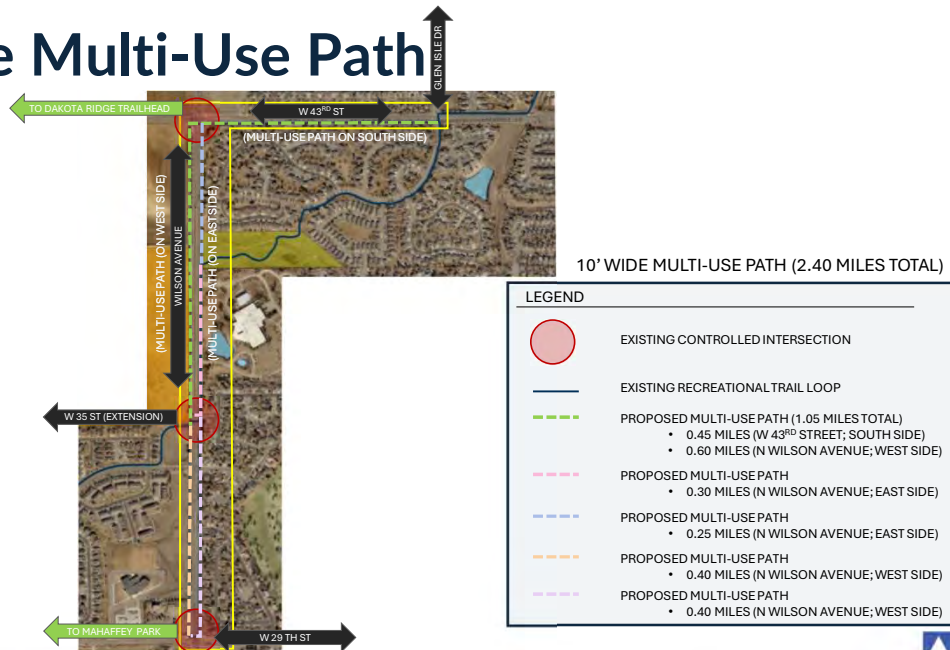 e Multi-Use Path
GLEN ISLE DR
TO DAKOTA RIDGE TRAILHEAD
W 43RD ST
(MULTI-USE PATH ON SOUTH SIDE)
(MULTI-USE PATH (ON WEST SIDE)
WILSON AVENUE
(MULTI-USE PATH (ON EAST SIDE)
10' WIDE MULTI-USE PATH (2.40 MILES TOTAL)
LEGEND
EXISTING CONTROLLED INTERSECTION
EXISTING RECREATIONAL TRAIL LOOP
PROPOSED MULTI-USE PATH (1.05 MILES TOTAL)
• 0.45 MILES (W 43RD STREET; SOUTH SIDE)
• 0.60 MILES (N WILSON AVENUE; WEST SIDE)
PROPOSED MULTI-USE PATH
• 0.30 MILES (N WILSON AVENUE; EAST SIDE)
PROPOSED MULTI-USE PATH
• 0.25 MILES (N WILSON AVENUE; EAST SIDE)
PROPOSED MULTI-USE PATH
• 0.40 MILES (N WILSON AVENUE; WEST SIDE)
PROPOSED MULTI-USE PATH
• 0.40 MILES (N WILSON AVENUE; WEST SIDE)
W 35 ST (EXTENSION)
TO MAHAFFEY PARK
W 29 TH ST